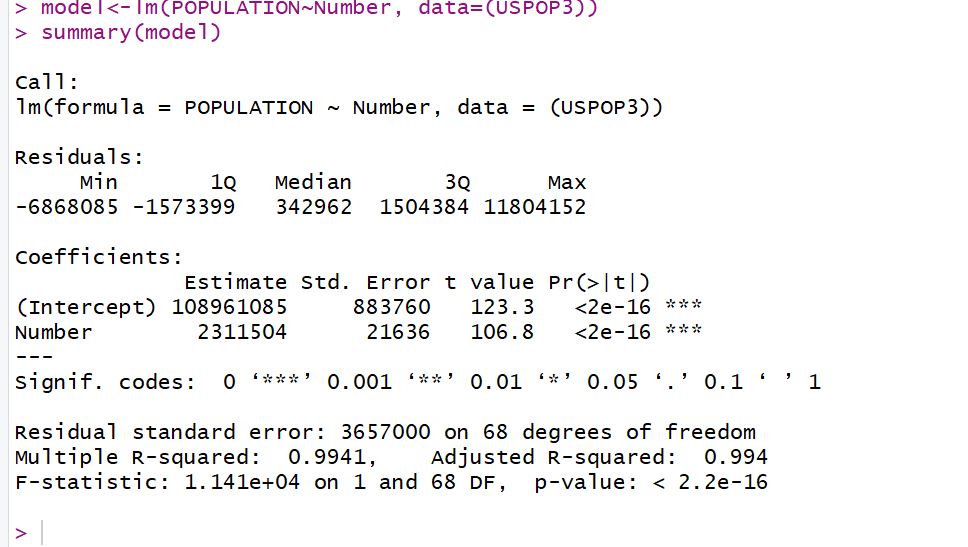 > model<-lm(POPULATION~Number, data=(USPOP3))
> summary(model)
Call:
lm(formula = POPULATION ~ Number, data = (USPOP3))
Residuals:
Min 1Q Median 3Q Max
-6868085 -1573399 342962 1504384 11804152
Coefficients:
Estimate Std. Error t value Pr(>|t|)
(Intercept) 108961085 883760 123.3 <2e-16 ***
Number 2311504 21636 106.8 <2e-16 ***
---
Signif. codes: 0 ‘***’ 0.001 ‘**’ 0.01 ‘*’ 0.05 ‘.’ 0.1 ‘ ’ 1
Residual standard error: 3657000 on 68 degrees of freedom
Multiple R-squared: 0.9941, Adjusted R-squared: 0.994
F-statistic: 1.141e+04 on 1 and 68 DF, p-value: < 2.2e-16
>